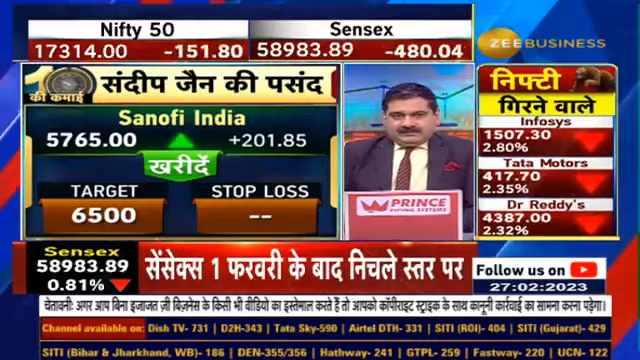 Nifty 50
17314.00 -151.80
Sensex
58983.89 -480.04
ZEE BUSINESS
10 की कमाई
संदीप जैन की पसंद
Sanofi India
5765.00 +201.85
खरीदें
TARGET
6500
STOP LOSS
--
PRINCE
PIPING SYSTEMS
निफ्टी
गिरने वाले
Infosys
1507.30
2.80%
Tata Motors
417.70
2.35%
Dr Reddy's
4387.00
2.32%
Sensex
58983.89
0.81%
सेंसेक्स 1 फरवरी के बाद निचले स्तर पर
Follow us on
27-02-2023
चेतावनी: अगर आप बिना इजाजत ज़ी बिज़नेस के किसी भी वीडियो का इस्तेमाल करते हैं तो आपको कॉपीराइट स्ट्राइक के साथ कानूनी कार्रवाई का सामना करना पड़ेगा।
Channel available on: Dish TV- 731 | D2H-343 | Tata Sky-590 | Airtel DTH- 331 | SITI (ROI)- 404 | SITI (Gujarat)- 429
SITI (Bihar & Jharkhand, WB)- 186 | DEN-355/356 | Hathway- 241 | GTPL- 259 | Fastway- 220 | UCN- 122